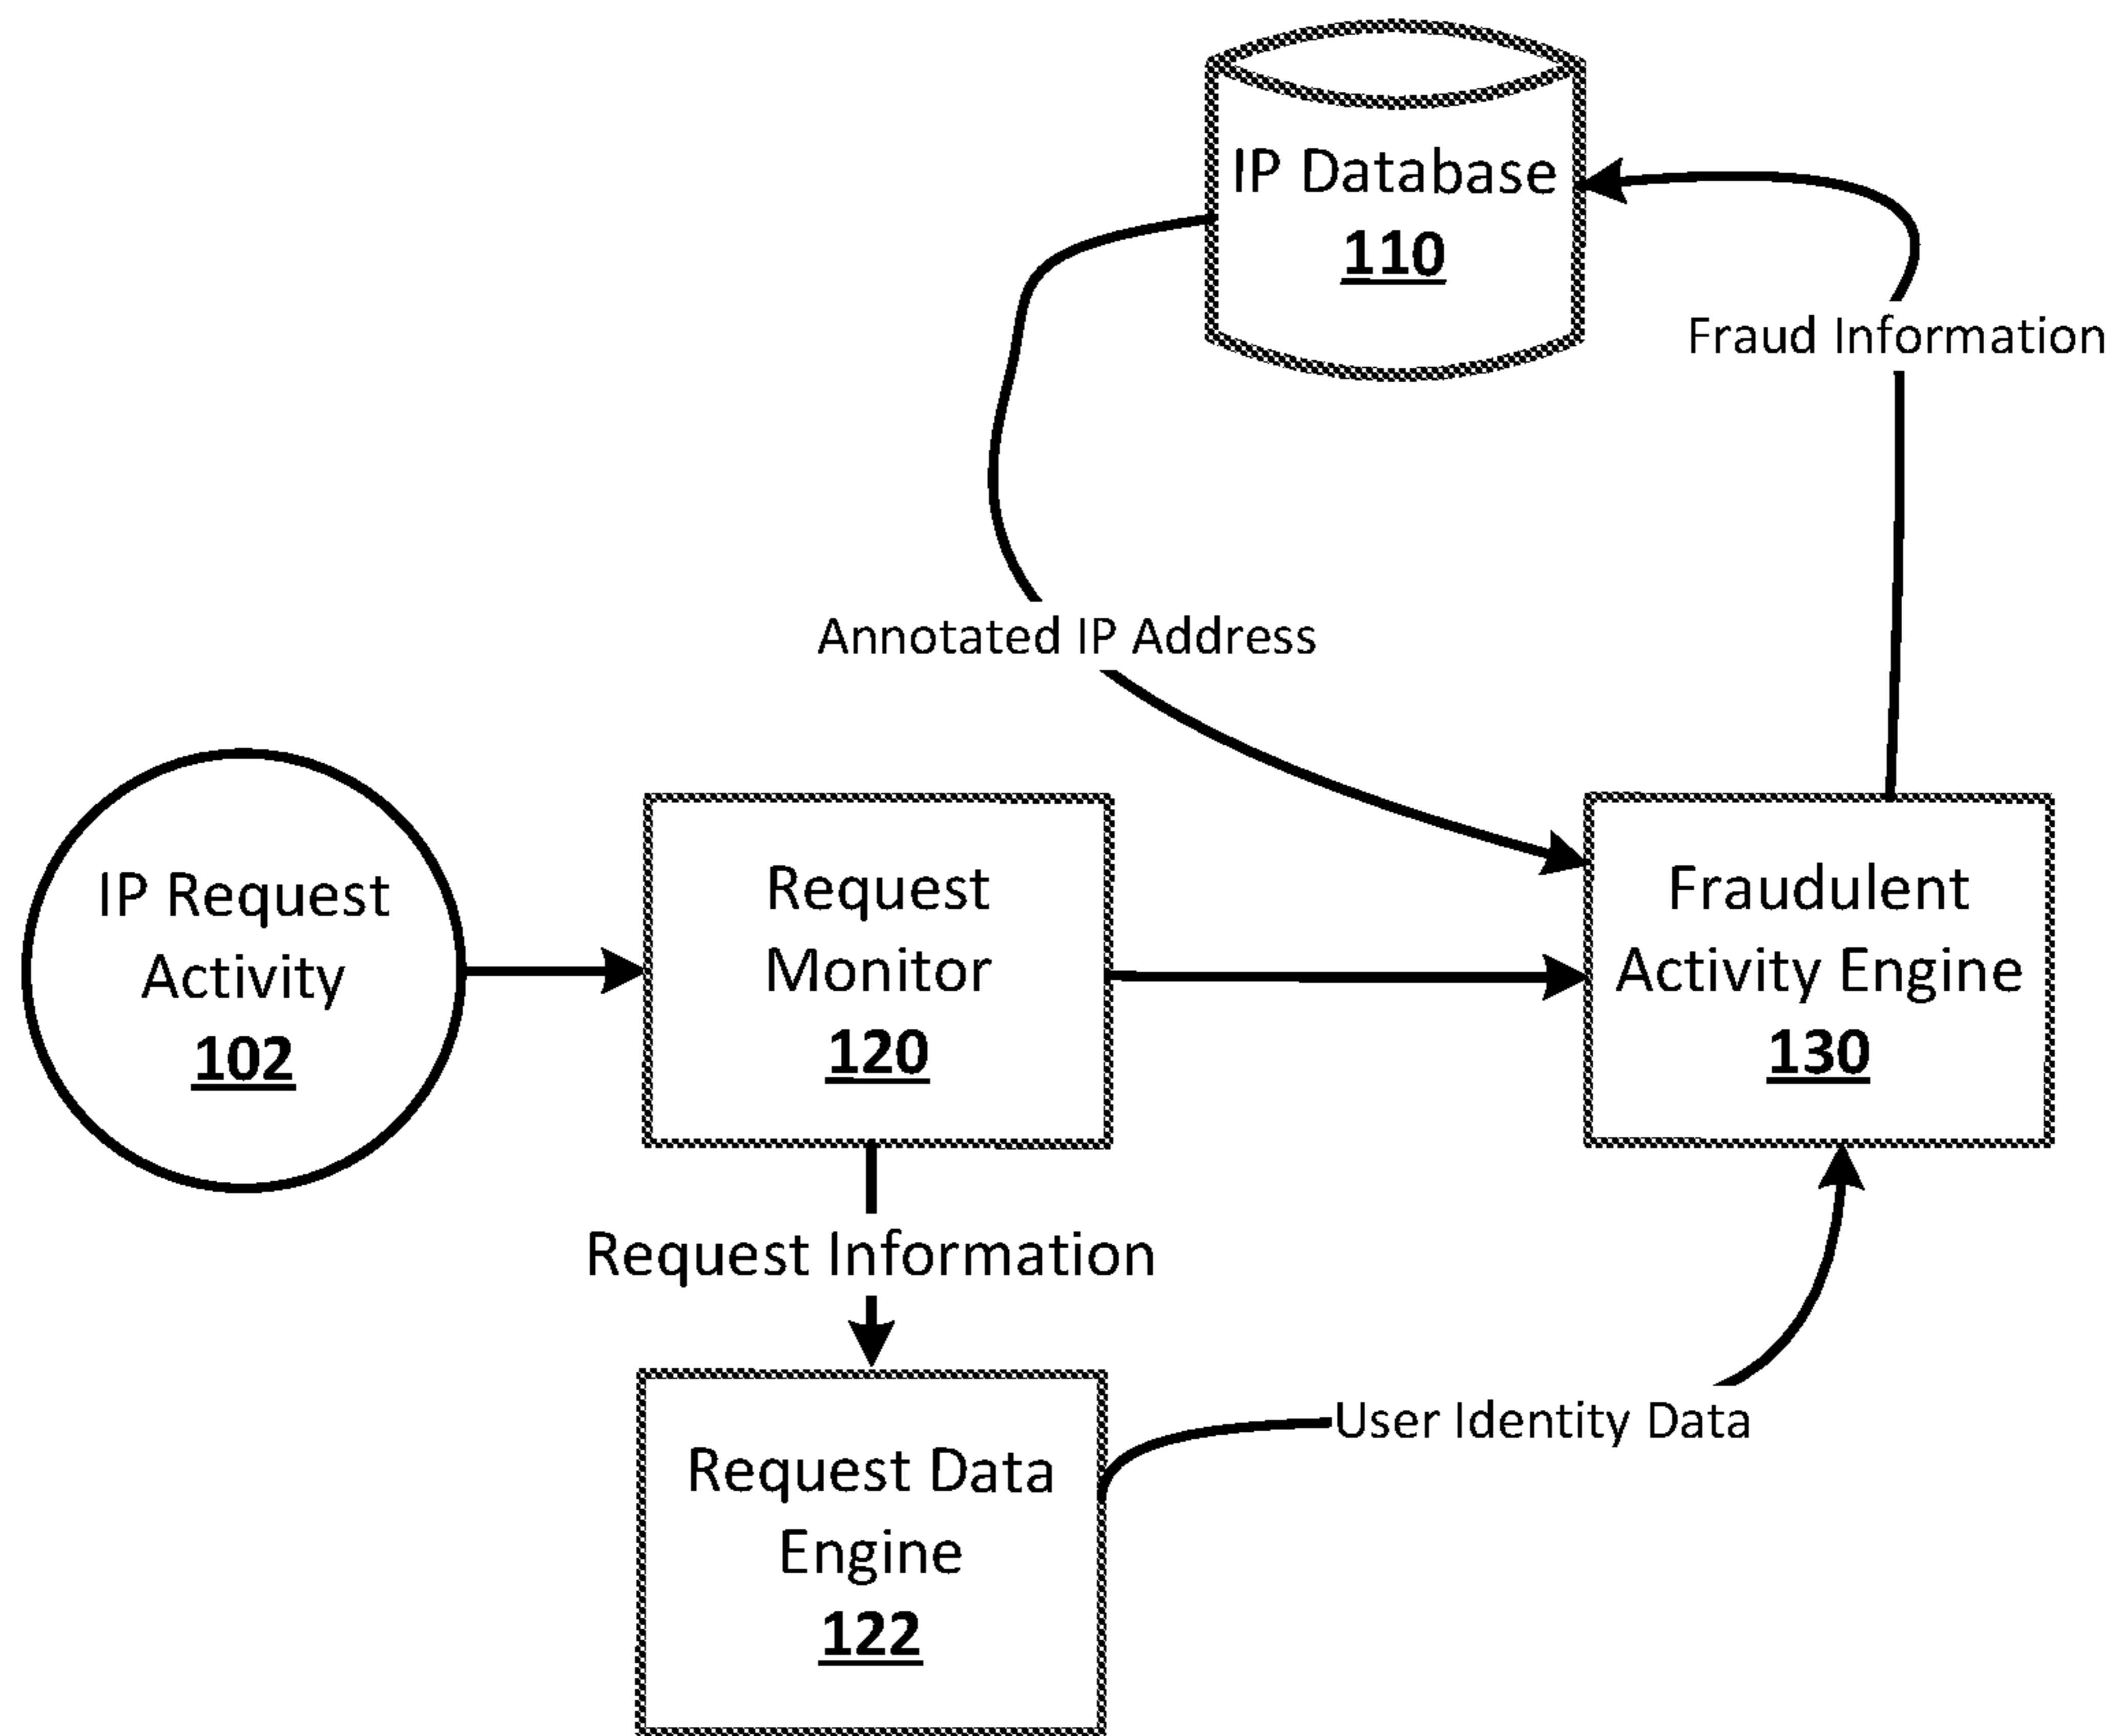 IP Database
110
Fraud Information
Annotated IP Address
IP Request
Activity
102
Request
Monitor
120
Fraudulent
Activity Engine
130
Request Information
User Identity Data
Request Data
Engine
122